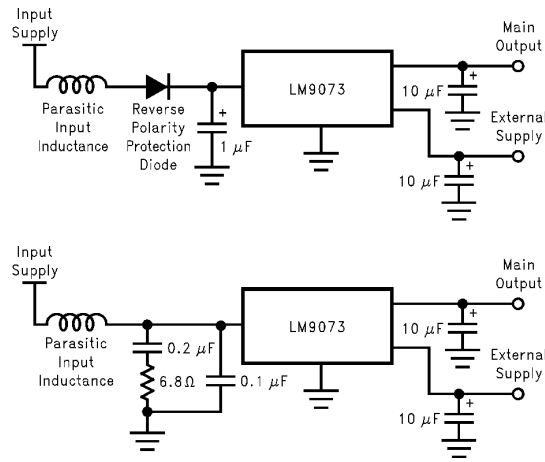 Input
Supply
Main
Output
LM9073
10 µF
+
Parasitic
Input
Inductance
Reverse
Polarity
Protection
Diode
+
1 µF
External
Supply
10 µF
+
Input
Supply
Main
Output
LM9073
10 µF
+
Parasitic
Input
Inductance
0.2 µF
6.8Ω
0.1 µF
External
Supply
10 µF
+